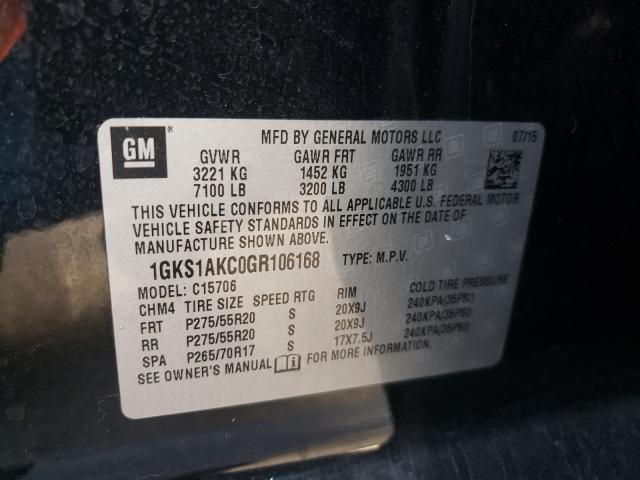 GM ® MFD BY GENERAL MOTORS LLC 07/15
GVWR GAWR FRT GAWR RR
3221 KG 1452 KG 1951 KG
7100 LB 3200 LB 4300 LB
THIS VEHICLE CONFORMS TO ALL APPLICABLE U.S. FEDERAL MOTOR
VEHICLE SAFETY STANDARDS IN EFFECT ON THE DATE OF
MANUFACTURE SHOWN ABOVE.
1GKS1AKC0GR106168 TYPE: M.P.V.
MODEL: C15706
CHM4 TIRE SIZE SPEED RTG RIM COLD TIRE PRESSURE
FRT P275/55R20 S 20X9J 240KPA(35PSI)
RR P275/55R20 S 20X9J 240KPA(35PSI)
SPA P265/70R17 S 17X7.5J 240KPA(35PSI)
SEE OWNER'S MANUAL FOR MORE INFORMATION.